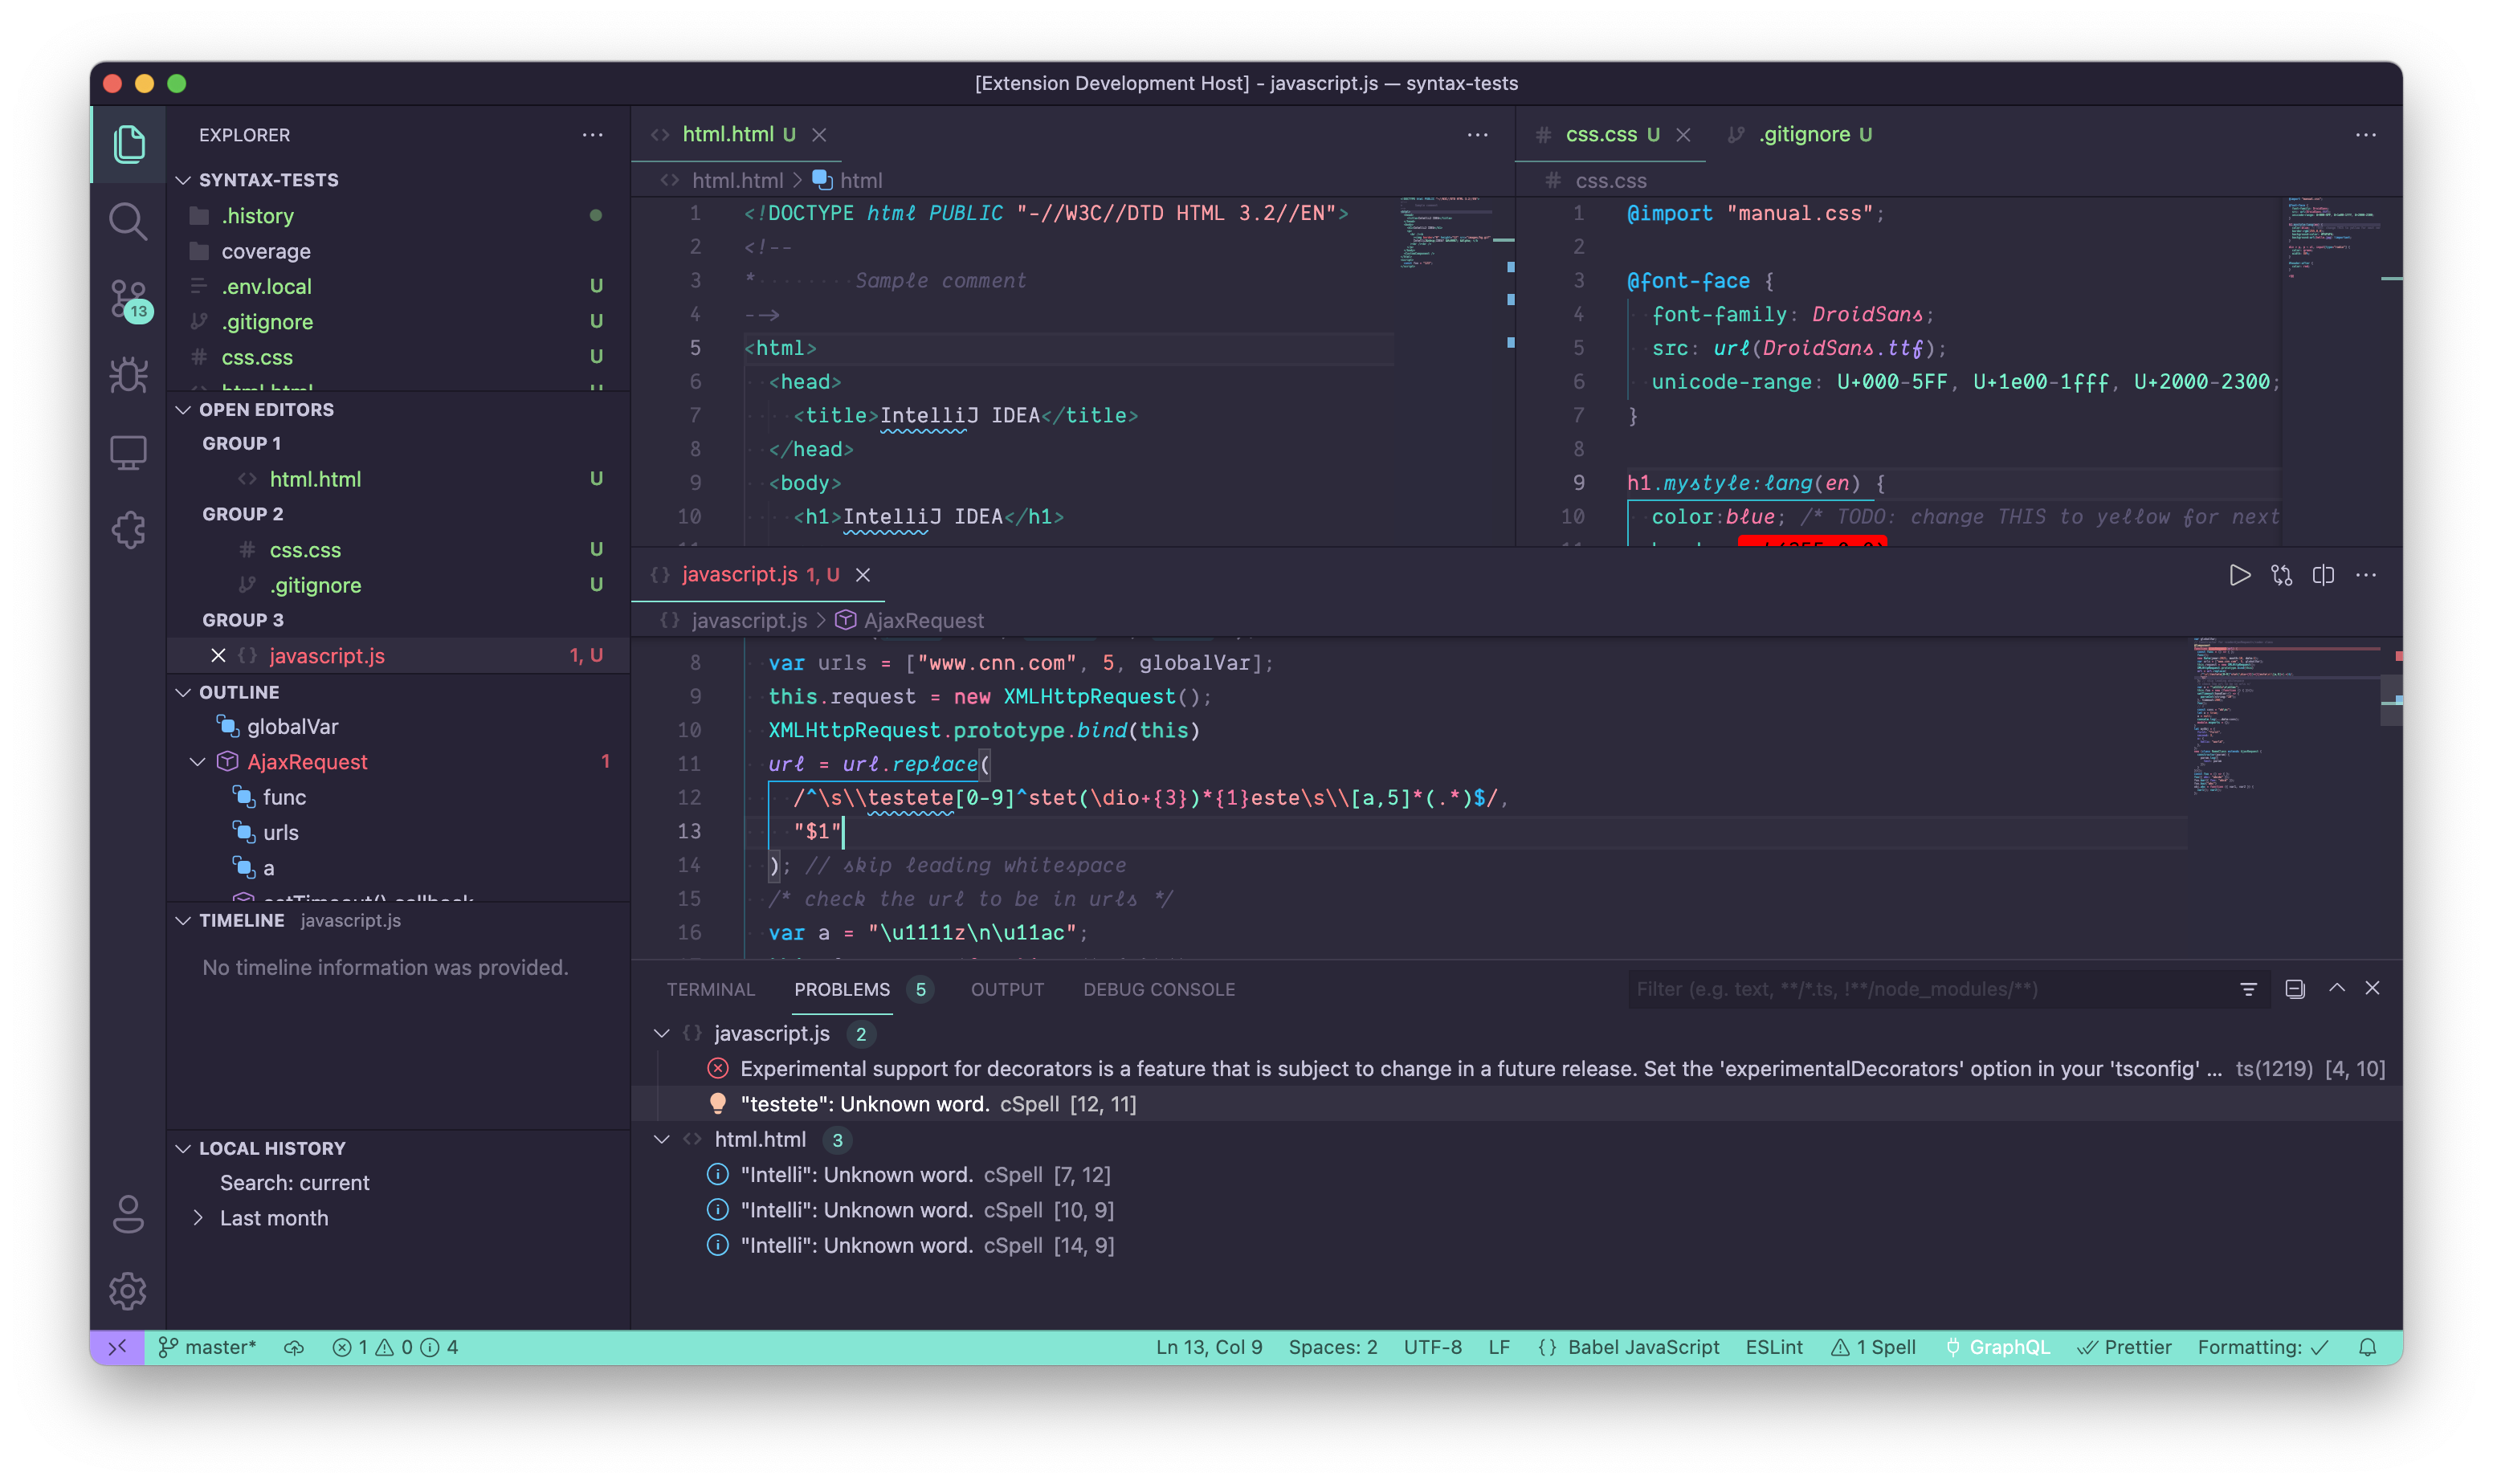 [Extension Development Host] - javascript.js — syntax-tests
EXPLORER
SYNTAX-TESTS
.history
coverage
.env.local U
.gitignore U
css.css U
html.html U
OPEN EDITORS
GROUP 1
html.html U
GROUP 2
css.css U
.gitignore U
GROUP 3
javascript.js 1, U
OUTLINE
globalVar
AjaxRequest 1
func
urls
a
setTimeout() callback
TIMELINE javascript.js
No timeline information was provided.
LOCAL HISTORY
Search: current
Last month
13
html.html U
html.html > html
1 <!DOCTYPE html PUBLIC "-//W3C//DTD HTML 3.2//EN">
2 <!--
3 * Sample comment
4 -->
5 <html>
6 <head>
7 <title>IntelliJ IDEA</title>
8 </head>
9 <body>
10 <h1>IntelliJ IDEA</h1>
css.css U
.gitignore U
css.css
1 @import "manual.css";
2
3 @font-face {
4 font-family: DroidSans;
5 src: url(DroidSans.ttf);
6 unicode-range: U+000-5FF, U+1e00-1fff, U+2000-2300;
7 }
8
9 h1.mystyle:lang(en) {
10 color:blue; /* TODO: change THIS to yellow for next
javascript.js 1, U
javascript.js > AjaxRequest
8 var urls = ["www.cnn.com", 5, globalVar];
9 this.request = new XMLHttpRequest();
10 XMLHttpRequest.prototype.bind(this)
11 url = url.replace(
12 /^\s\\testete[0-9]^stet(\dio+{3})*{1}este\s\\[a,5]*(.*)$/,
13 "$1"
14 ); // skip leading whitespace
15 /* check the url to be in urls */
16 var a = "\u1111z\n\u11ac";
TERMINAL PROBLEMS 5 OUTPUT DEBUG CONSOLE
Filter (e.g. text, **/*.ts, !**/node_modules/**)
javascript.js 2
Experimental support for decorators is a feature that is subject to change in a future release. Set the 'experimentalDecorators' option in your 'tsconfig' ... ts(1219) [4, 10]
"testete": Unknown word. cSpell [12, 11]
html.html 3
"Intelli": Unknown word. cSpell [7, 12]
"Intelli": Unknown word. cSpell [10, 9]
"Intelli": Unknown word. cSpell [14, 9]
master* 1 0 4 Ln 13, Col 9 Spaces: 2 UTF-8 LF {} Babel JavaScript ESLint 1 Spell GraphQL Prettier Formatting: ✓